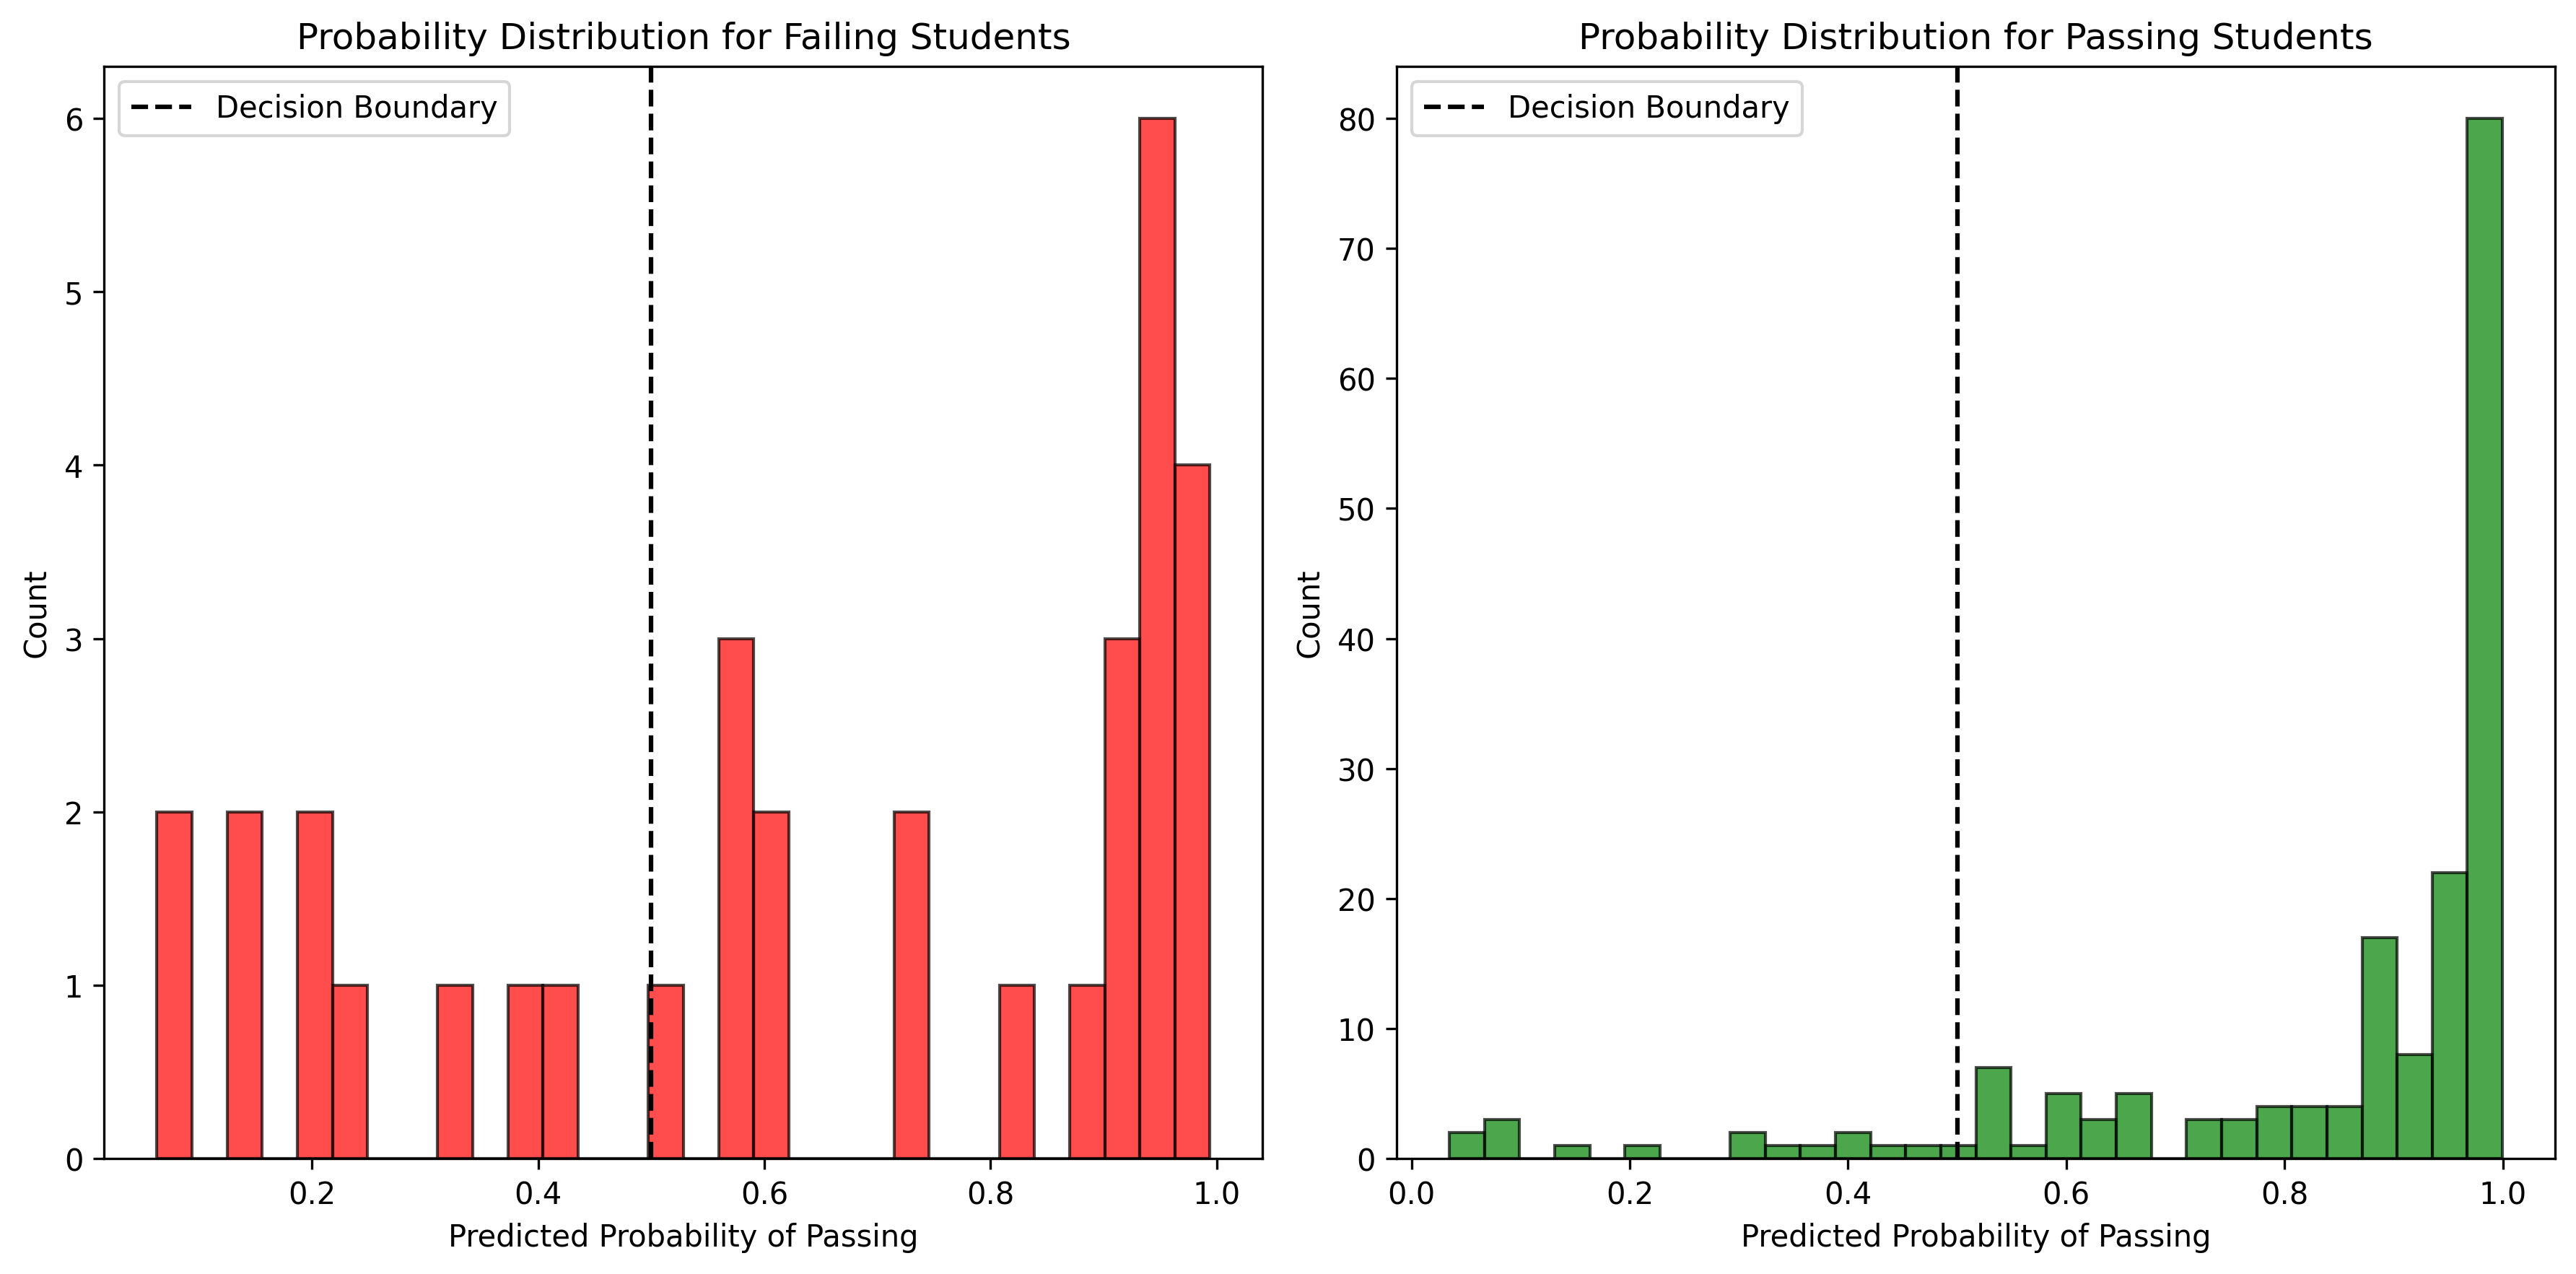 Probability Distribution for Failing Students
Decision Boundary
6
5
4
3
2
1
0
Count
0.2 0.4 0.6 0.8 1.0
Predicted Probability of Passing
Probability Distribution for Passing Students
Decision Boundary
80
70
60
50
40
30
20
10
0
Count
0.0 0.2 0.4 0.6 0.8 1.0
Predicted Probability of Passing